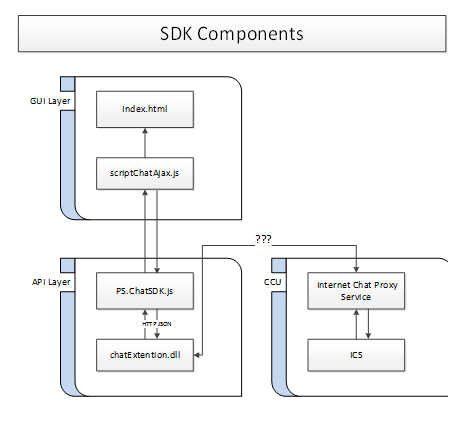 SDK Components
GUI Layer
Index.html
scriptChatAjax.js
???
API Layer
PS.ChatSDK.js
HTTP JSON
chatExtention.dll
CCU
Internet Chat Proxy
Service
ICS